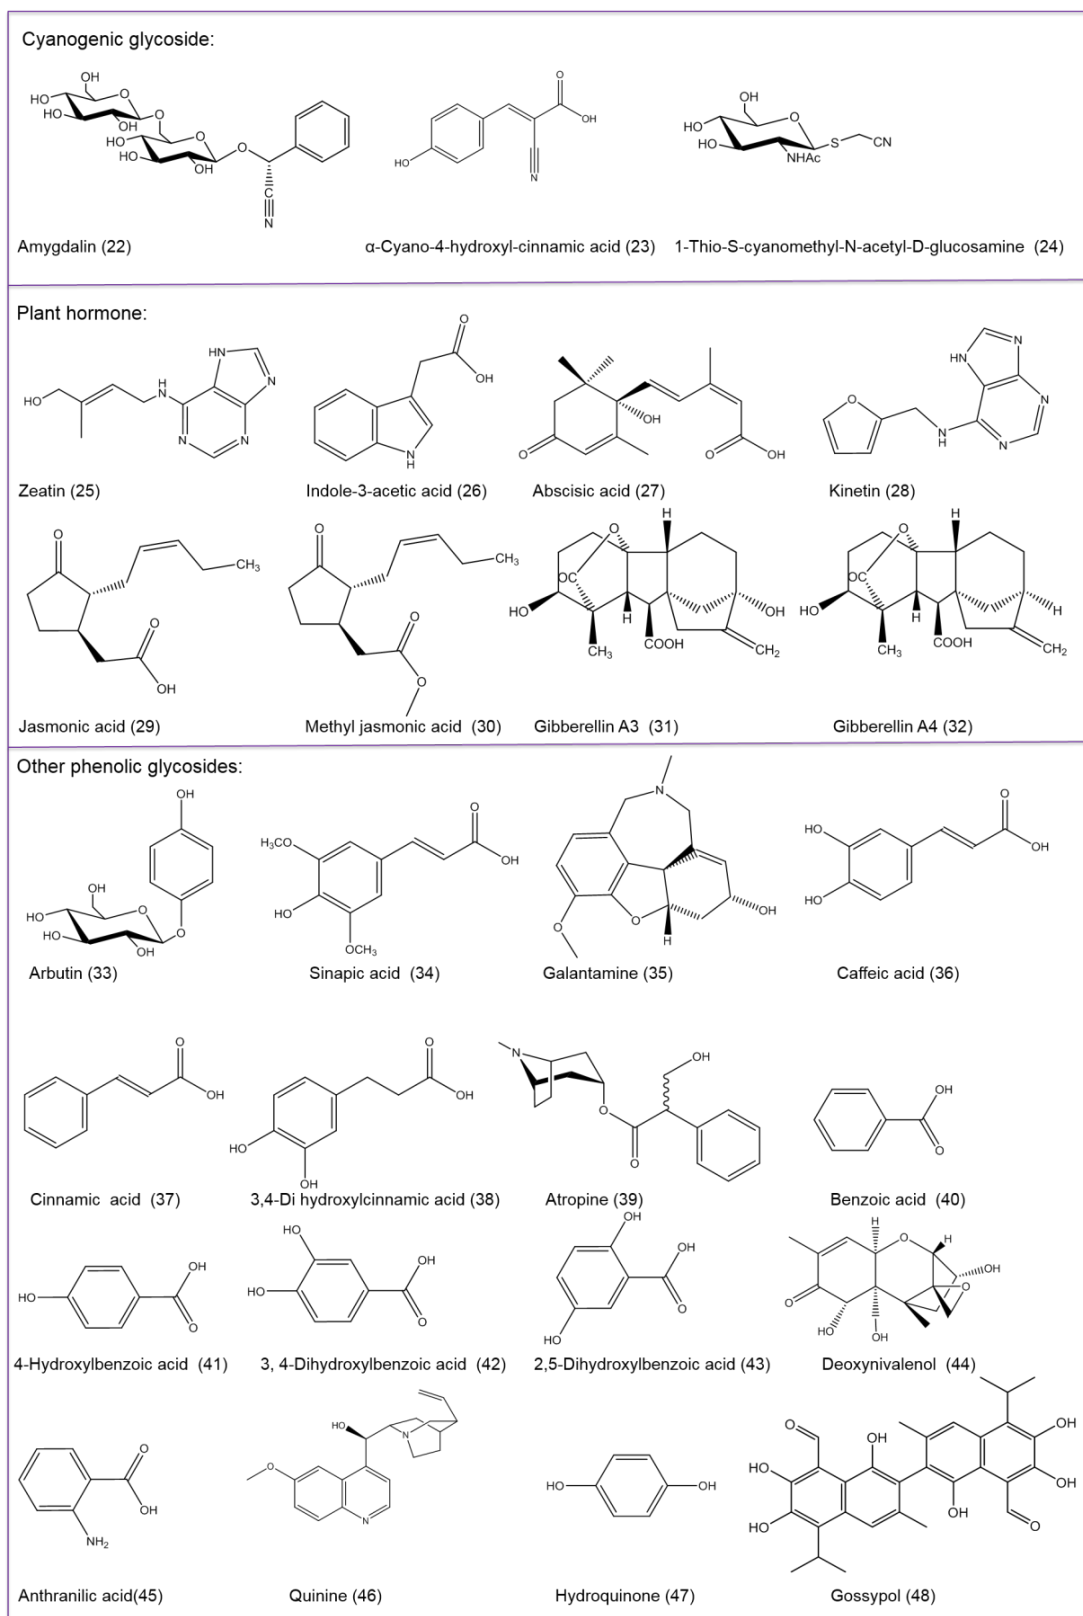 Cyanogenic glycoside:
Amygdalin (22)
α-Cyano-4-hydroxyl-cinnamic acid (23)
1-Thio-S-cyanomethyl-N-acetyl-D-glucosamine (24)
Plant hormone:
Zeatin (25)
Indole-3-acetic acid (26)
Abscisic acid (27)
Kinetin (28)
Jasmonic acid (29)
Methyl jasmonic acid (30)
Gibberellin A3 (31)
Gibberellin A4 (32)
Other phenolic glycosides:
Arbutin (33)
Sinapic acid (34)
Galantamine (35)
Caffeic acid (36)
Cinnamic acid (37)
3,4-Di hydroxylcinnamic acid (38)
Atropine (39)
Benzoic acid (40)
4-Hydroxylbenzoic acid (41)
3, 4-Dihydroxylbenzoic acid (42)
2,5-Dihydroxylbenzoic acid (43)
Deoxynivalenol (44)
Anthranilic acid(45)
Quinine (46)
Hydroquinone (47)
Gossypol (48)